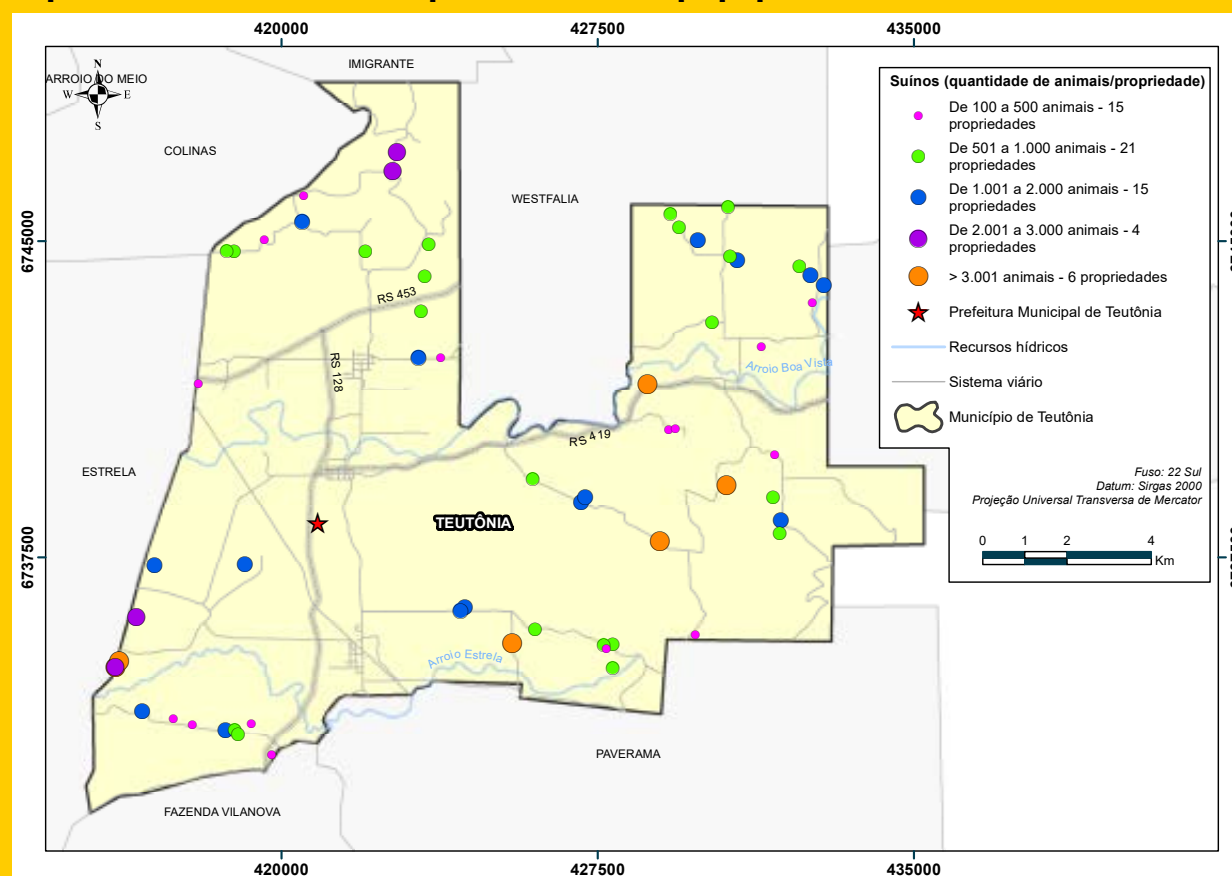 420000
427500
435000
IMIGRANTE
ARROIO DO MEIO
N
W
E
S
COLINAS
WESTFALIA
6745000
RS 453
RS 128
Arroio Boa Vista
RS 419
ESTRELA
TEUTÔNIA
6737500
Arroio Estrela
PAVERAMA
FAZENDA VILANOVA
Suínos (quantidade de animais/propriedade)
De 100 a 500 animais - 15
propriedades
De 501 a 1.000 animais - 21
propriedades
De 1.001 a 2.000 animais - 15
propriedades
De 2.001 a 3.000 animais - 4
propriedades
> 3.001 animais - 6 propriedades
Prefeitura Municipal de Teutônia
Recursos hídricos
Sistema viário
Município de Teutônia
Fuso: 22 Sul
Datum: Sirgas 2000
Projeção Universal Transversa de Mercator
0 1 2 4
Km
420000
427500
435000